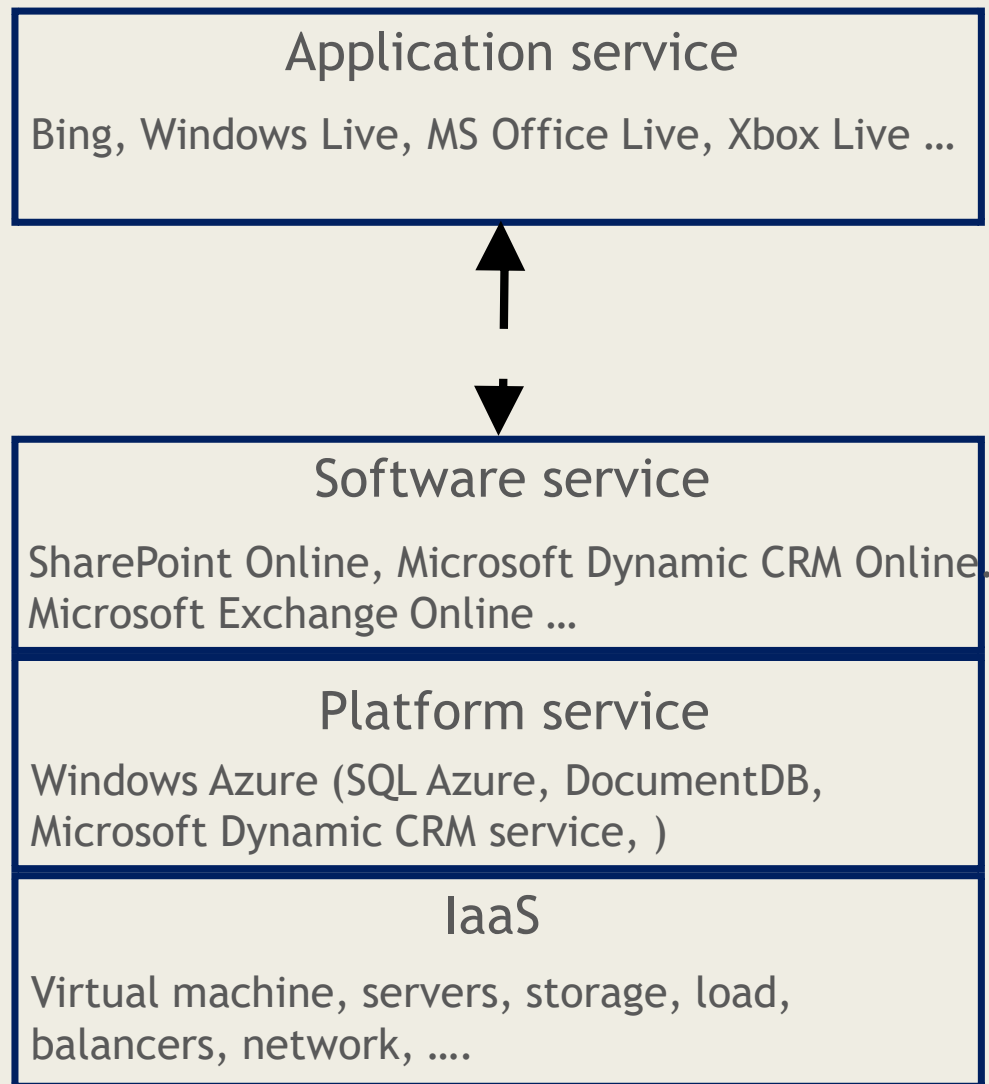 Application service
Bing, Windows Live, MS Office Live, Xbox Live …
Software service
SharePoint Online, Microsoft Dynamic CRM Online.
Microsoft Exchange Online …
Platform service
Windows Azure (SQL Azure, DocumentDB,
Microsoft Dynamic CRM service, )
IaaS
Virtual machine, servers, storage, load,
balancers, network, ….